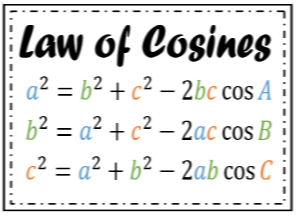 Law of Cosines
a² = b² + c² − 2bc cos A
b² = a² + c² − 2ac cos B
c² = a² + b² − 2ab cos C